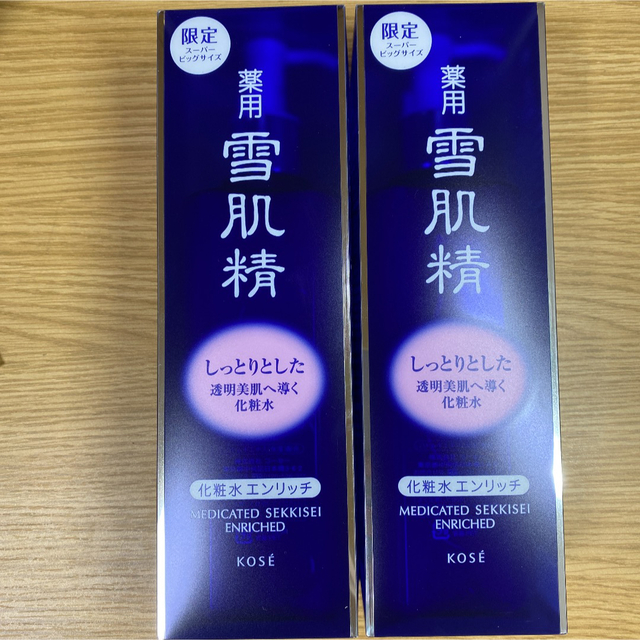 限定
スーパー
ビッグサイズ
薬用
雪肌精
しっとりとした
透明美肌へ導く
化粧水
化粧水 エンリッチ
MEDICATED SEKKISEI
ENRICHED
KOSÉ
限定
スーパー
ビッグサイズ
薬用
雪肌精
しっとりとした
透明美肌へ導く
化粧水
化粧水 エンリッチ
MEDICATED SEKKISEI
ENRICHED
KOSÉ